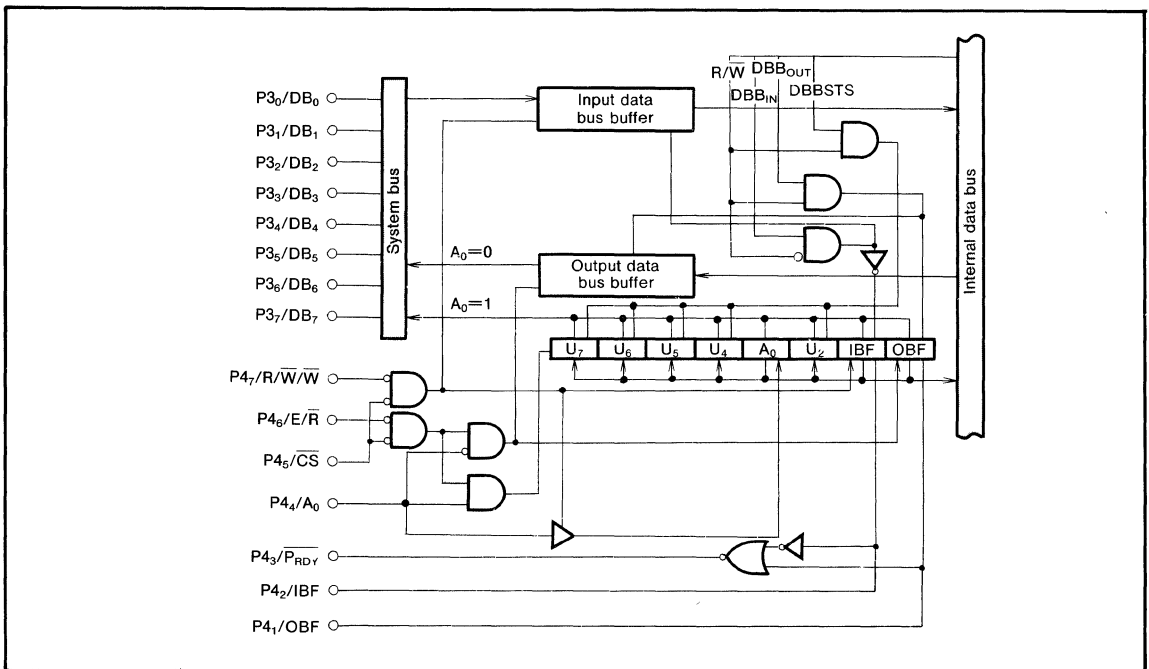 R/W̅
DBB_OUT
DBB_IN
DBBSTS
P3₀/DB₀
P3₁/DB₁
P3₂/DB₂
P3₃/DB₃
P3₄/DB₄
P3₅/DB₅
P3₆/DB₆
P3₇/DB₇
System bus
Input data
bus buffer
A₀=0
Output data
bus buffer
A₀=1
Internal data bus
U₇ U₆ U₅ U₄ A₀ U₂ IBF OBF
P4₇/R/W̅/W̅
P4₆/E/R̅
P4₅/C̅S̅
P4₄/A₀
P4₃/P̅_R̅D̅Y̅
P4₂/IBF
P4₁/OBF